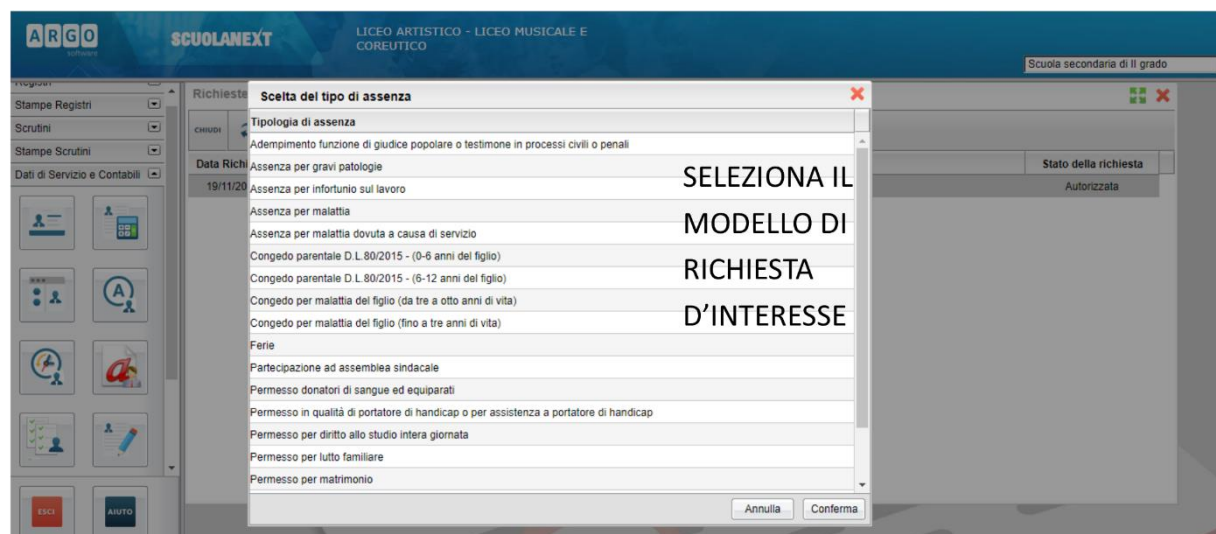 ARGO
software
SCUOLANEXT
LICEO ARTISTICO - LICEO MUSICALE E
COREUTICO
Scuola secondaria di II grado
Registri
Stampe Registri
Scrutini
Stampe Scrutini
Dati di Servizio e Contabili
ESCI
AIUTO
Richieste
CHIUDI
Data Richi
19/11/20
Stato della richiesta
Autorizzata
Scelta del tipo di assenza
Tipologia di assenza
Adempimento funzione di giudice popolare o testimone in processi civili o penali
Assenza per gravi patologie
Assenza per infortunio sul lavoro
Assenza per malattia
Assenza per malattia dovuta a causa di servizio
Congedo parentale D.L.80/2015 - (0-6 anni del figlio)
Congedo parentale D.L.80/2015 - (6-12 anni del figlio)
Congedo per malattia del figlio (da tre a otto anni di vita)
Congedo per malattia del figlio (fino a tre anni di vita)
Ferie
Partecipazione ad assemblea sindacale
Permesso donatori di sangue ed equiparati
Permesso in qualità di portatore di handicap o per assistenza a portatore di handicap
Permesso per diritto allo studio intera giornata
Permesso per lutto familiare
Permesso per matrimonio
Annulla
Conferma
SELEZIONA IL
MODELLO DI
RICHIESTA
D’INTERESSE